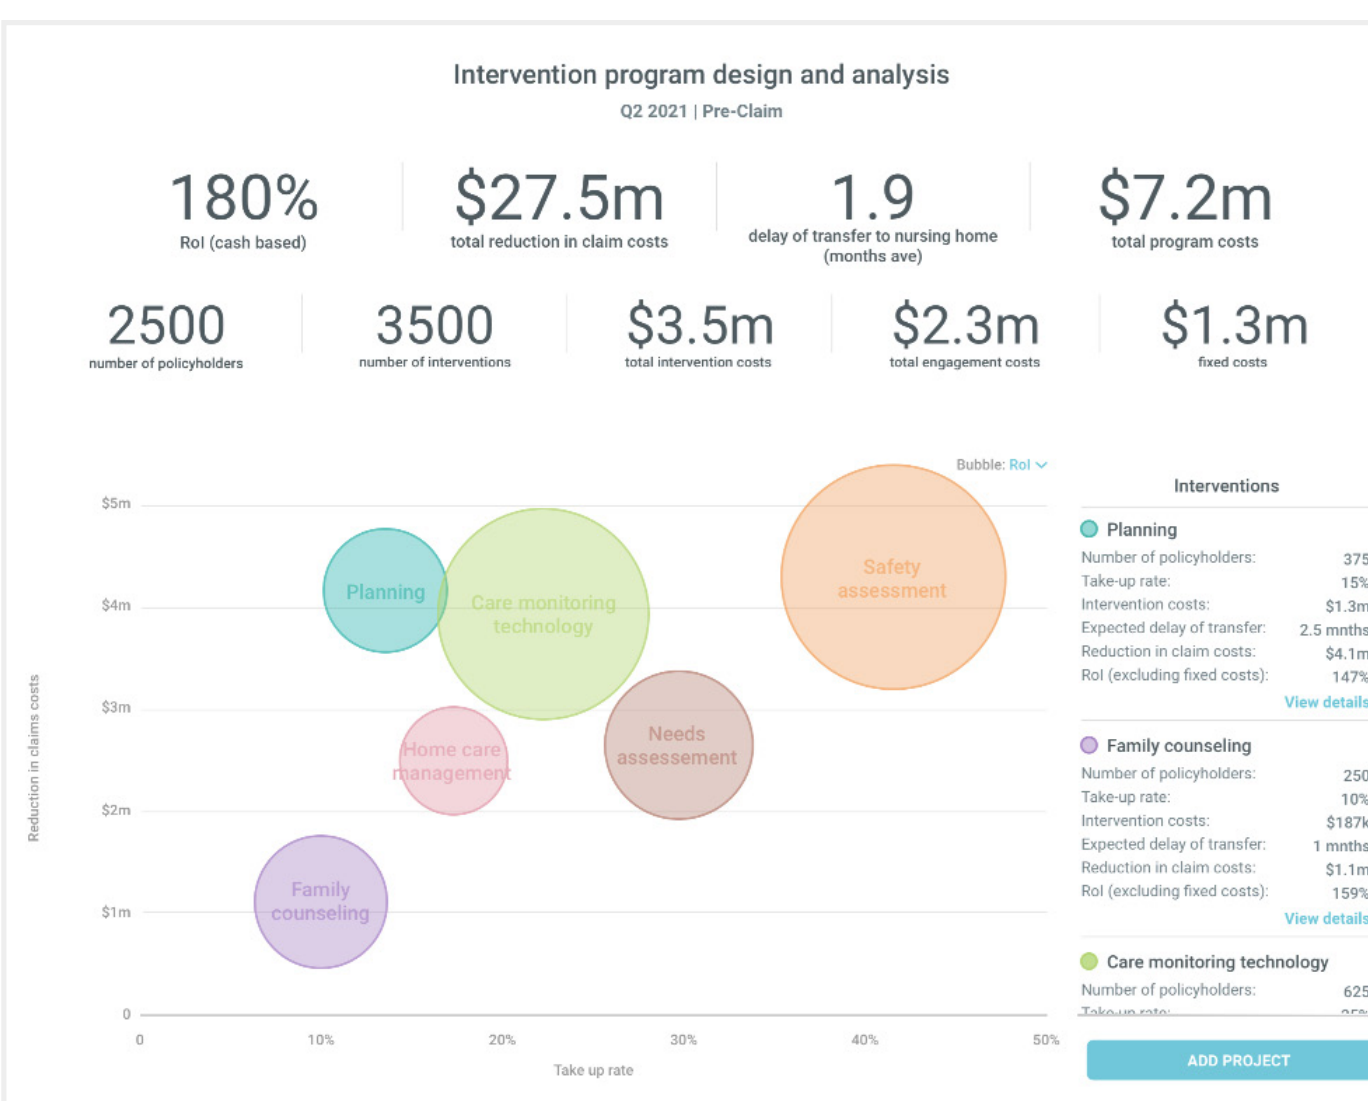 Intervention program design and analysis
Q2 2021 | Pre-Claim
180%
RoI (cash based)
$27.5m
total reduction in claim costs
1.9
delay of transfer to nursing home
(months ave)
$7.2m
total program costs
2500
number of policyholders
3500
number of interventions
$3.5m
total intervention costs
$2.3m
total engagement costs
$1.3m
fixed costs
Bubble: RoI
Reduction in claims costs
$5m
$4m
$3m
$2m
$1m
0
Planning
Care monitoring
technology
Safety
assessment
Home care
management
Needs
assessement
Family
counseling
0
10%
20%
30%
40%
50%
Take up rate
Interventions
Planning
Number of policyholders: 375
Take-up rate: 15%
Intervention costs: $1.3m
Expected delay of transfer: 2.5 mnths
Reduction in claim costs: $4.1m
RoI (excluding fixed costs): 147%
View details
Family counseling
Number of policyholders: 250
Take-up rate: 10%
Intervention costs: $187k
Expected delay of transfer: 1 mnths
Reduction in claim costs: $1.1m
RoI (excluding fixed costs): 159%
View details
Care monitoring technology
Number of policyholders: 625
Take-up rate:
ADD PROJECT